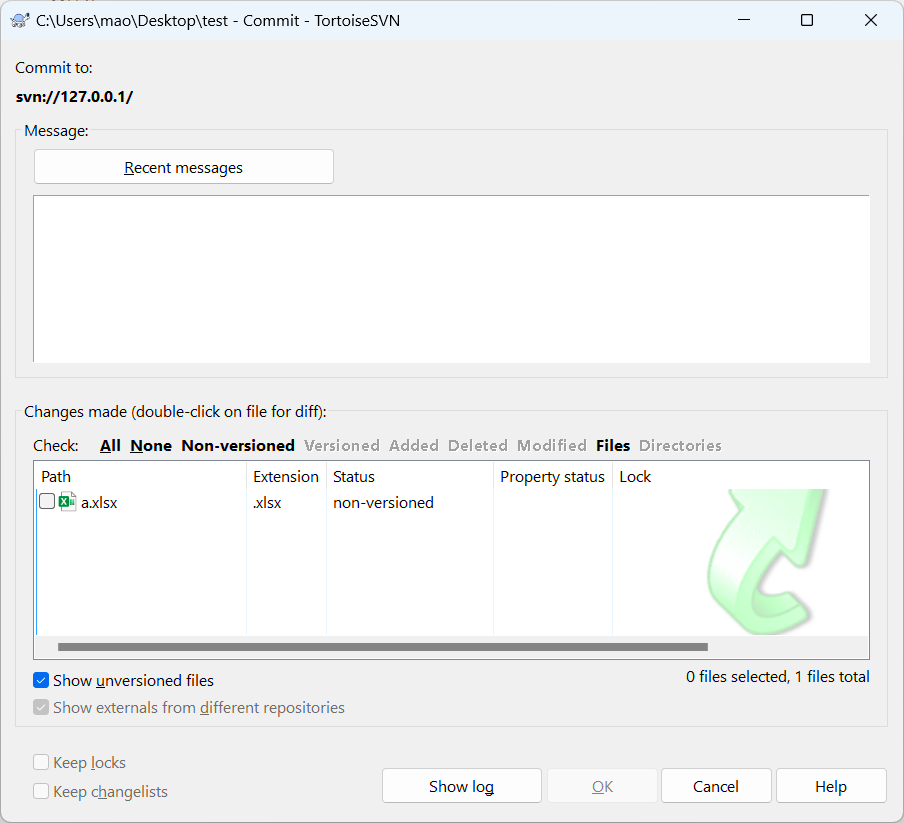 C:\Users\mao\Desktop\test - Commit - TortoiseSVN
Commit to:
svn://127.0.0.1/
Message:
Recent messages
Changes made (double-click on file for diff):
Check: All None Non-versioned Versioned Added Deleted Modified Files Directories
Path Extension Status Property status Lock
a.xlsx .xlsx non-versioned
Show unversioned files
0 files selected, 1 files total
Show externals from different repositories
Keep locks
Keep changelists
Show log OK Cancel Help